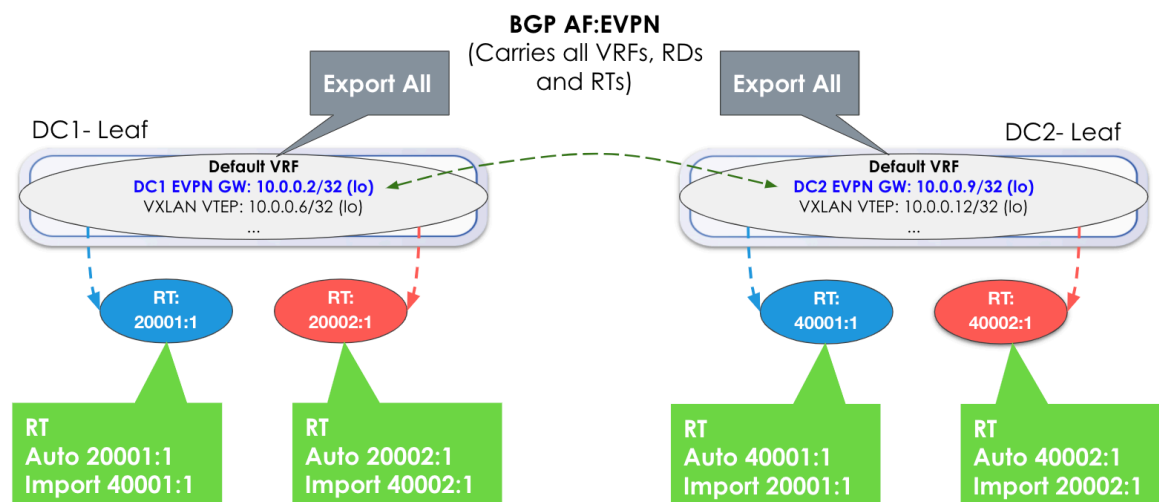 BGP AF:EVPN
(Carries all VRFs, RDs
and RTs)
Export All
Export All
DC1- Leaf
DC2- Leaf
Default VRF
DC1 EVPN GW: 10.0.0.2/32 (lo)
VXLAN VTEP: 10.0.0.6/32 (lo)
...
Default VRF
DC2 EVPN GW: 10.0.0.9/32 (lo)
VXLAN VTEP: 10.0.0.12/32 (lo)
...
RT:
20001:1
RT:
20002:1
RT:
40001:1
RT:
40002:1
RT
Auto 20001:1
Import 40001:1
RT
Auto 20002:1
Import 40002:1
RT
Auto 40001:1
Import 20001:1
RT
Auto 40002:1
Import 20002:1